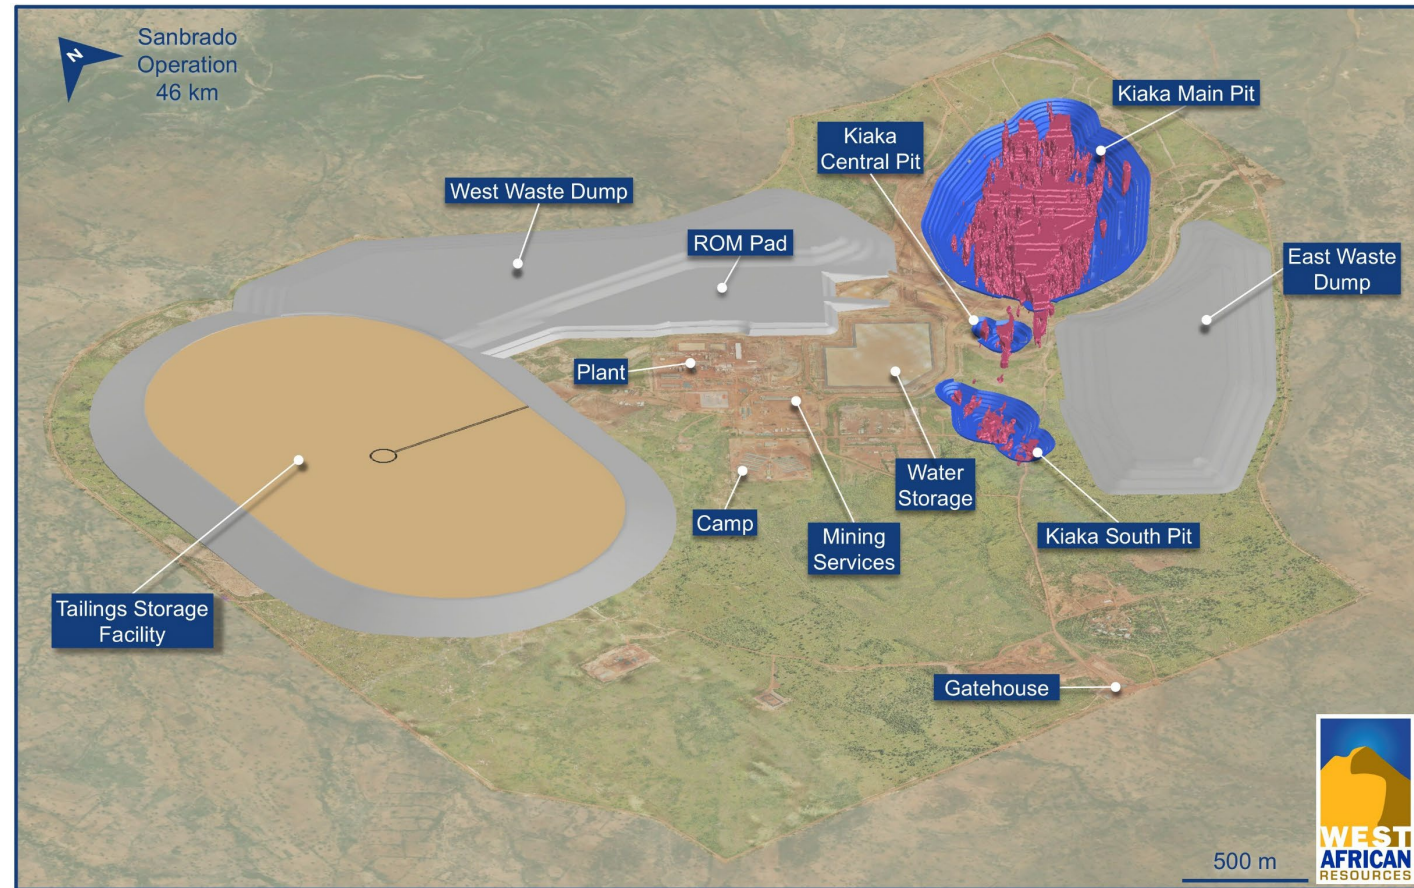 N
Sanbrado
Operation
46 km
Kiaka Main Pit
Kiaka
Central Pit
West Waste Dump
ROM Pad
East Waste
Dump
Plant
Water
Storage
Camp
Mining
Services
Kiaka South Pit
Tailings Storage
Facility
Gatehouse
500 m
WEST
AFRICAN
RESOURCES